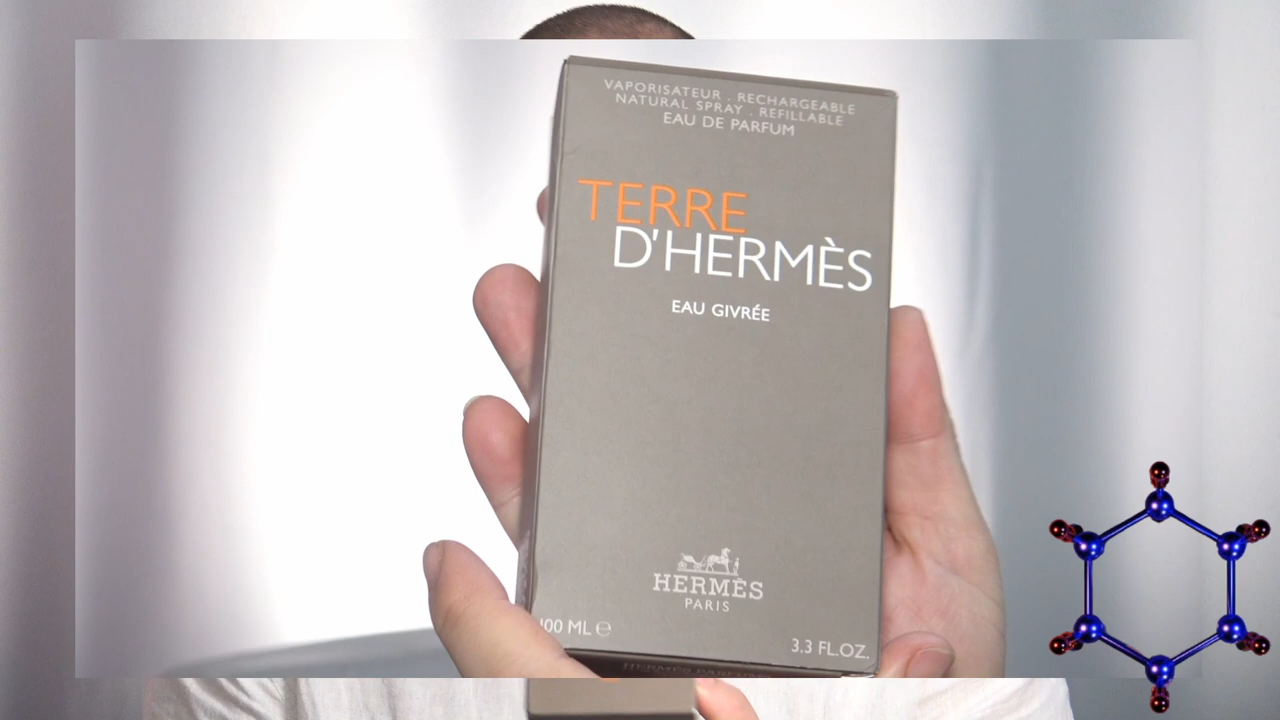 VAPORISATEUR . RECHARGEABLE
NATURAL SPRAY . REFILLABLE
EAU DE PARFUM
TERRE
D'HERMÈS
EAU GIVRÉE
HERMÈS
PARIS
100 ML ℮
3.3 FL.OZ.